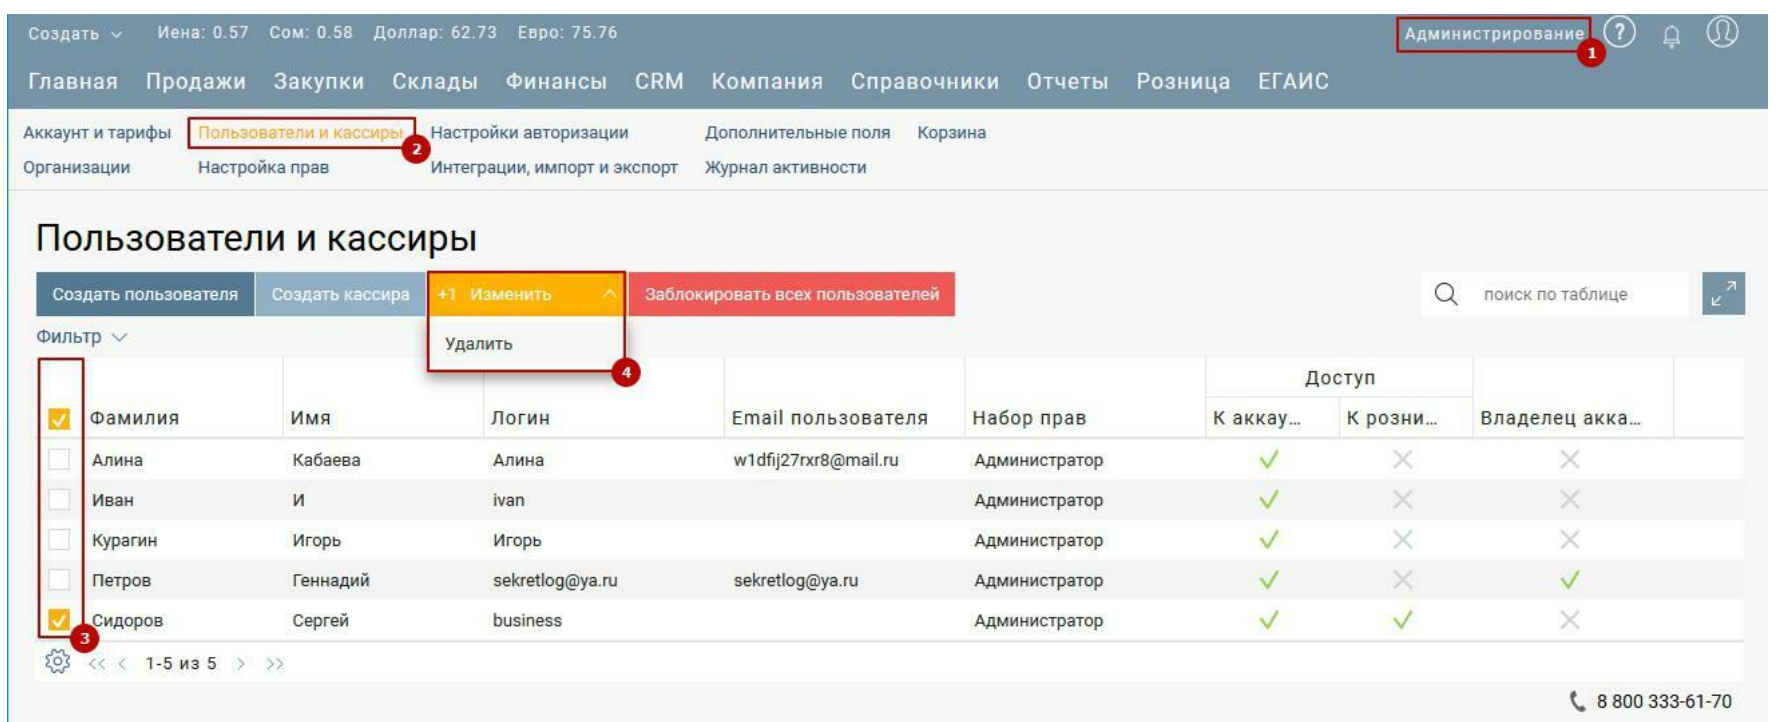 Создать Иена: 0.57 Сом: 0.58 Доллар: 62.73 Евро: 75.76 Администрирование ? 1
Главная Продажи Закупки Склады Финансы CRM Компания Справочники Отчеты Розница ЕГАИС
Аккаунт и тарифы Пользователи и кассиры Настройки авторизации Дополнительные поля Корзина
2
Организации Настройка прав Интеграции, импорт и экспорт Журнал активности
Пользователи и кассиры
Создать пользователя Создать кассира +1 Изменить Заблокировать всех пользователей поиск по таблице
Фильтр
Удалить
4
Доступ
Фамилия Имя Логин Email пользователя Набор прав К аккау... К розни... Владелец акка...
Алина Кабаева Алина w1dfij27rxr8@mail.ru Администратор
Иван И ivan Администратор
Курагин Игорь Игорь Администратор
Петров Геннадий sekretlog@ya.ru sekretlog@ya.ru Администратор
Сидоров Сергей business Администратор
3
<< < 1-5 из 5 > >>
8 800 333-61-70